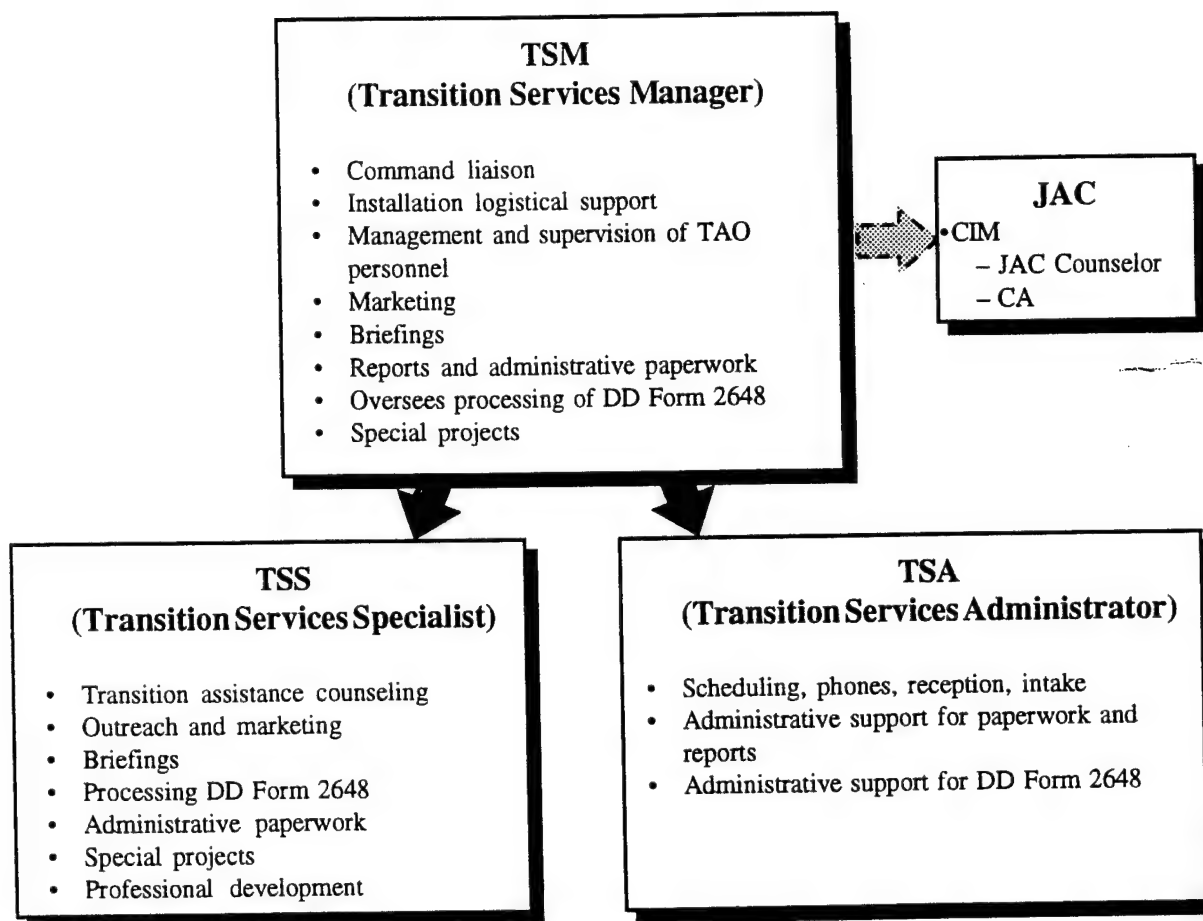 TSM
(Transition Services Manager)
• Command liaison
• Installation logistical support
• Management and supervision of TAO
personnel
• Marketing
• Briefings
• Reports and administrative paperwork
• Oversees processing of DD Form 2648
• Special projects
JAC
•CIM
– JAC Counselor
– CA
TSS
(Transition Services Specialist)
• Transition assistance counseling
• Outreach and marketing
• Briefings
• Processing DD Form 2648
• Administrative paperwork
• Special projects
• Professional development
TSA
(Transition Services Administrator)
• Scheduling, phones, reception, intake
• Administrative support for paperwork and
reports
• Administrative support for DD Form 2648